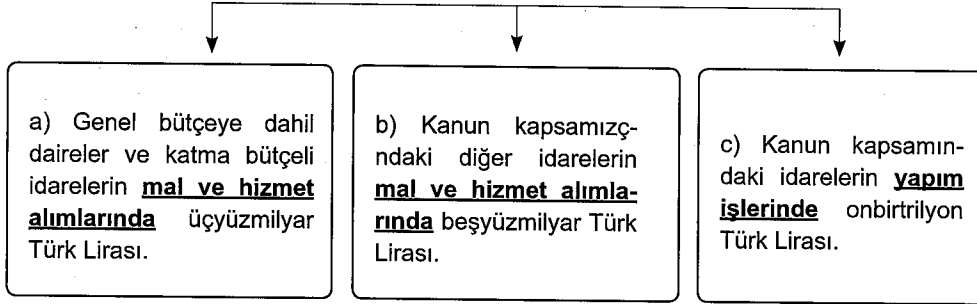 a) Genel bütçeye dahil
daireler ve katma bütçeli
idarelerin mal ve hizmet
alımlarında üçyüzmilyar
Türk Lirası.
b) Kanun kapsamızç-
ndaki diğer idarelerin
mal ve hizmet alımla-
rında beşyüzmilyar Türk
Lirası.
c) Kanun kapsamın-
daki idarelerin yapım
işlerinde onbirtrilyon
Türk Lirası.